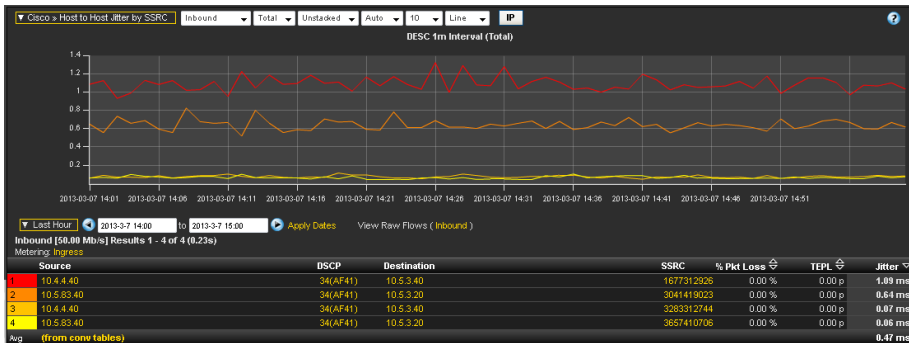 ▼ Cisco » Host to Host Jitter by SSRC Inbound Total Unstacked Auto 10 Line IP ?
DESC 1m Interval (Total)
1.4
1.2
1
0.8
0.6
0.4
0.2
2013-03-07 14:01 2013-03-07 14:06 2013-03-07 14:11 2013-03-07 14:16 2013-03-07 14:21 2013-03-07 14:26 2013-03-07 14:31 2013-03-07 14:36 2013-03-07 14:41 2013-03-07 14:46 2013-03-07 14:51
▼ Last Hour 2013-3-7 14:00 to 2013-3-7 15:00 Apply Dates View Raw Flows ( Inbound )
Inbound [50.00 Mb/s] Results 1 - 4 of 4 (0.23s)
Metering: Ingress
Source DSCP Destination SSRC % Pkt Loss TEPL Jitter
1 10.4.4.40 34(AF41) 10.5.3.40 1677312926 0.00 % 0.00 p 1.09 ms
2 10.5.83.40 34(AF41) 10.5.3.40 3041419023 0.00 % 0.00 p 0.64 ms
3 10.4.4.40 34(AF41) 10.5.3.20 3283312744 0.00 % 0.00 p 0.07 ms
4 10.5.83.40 34(AF41) 10.5.3.20 3657410706 0.00 % 0.00 p 0.06 ms
Avg (from conv tables) 0.47 ms